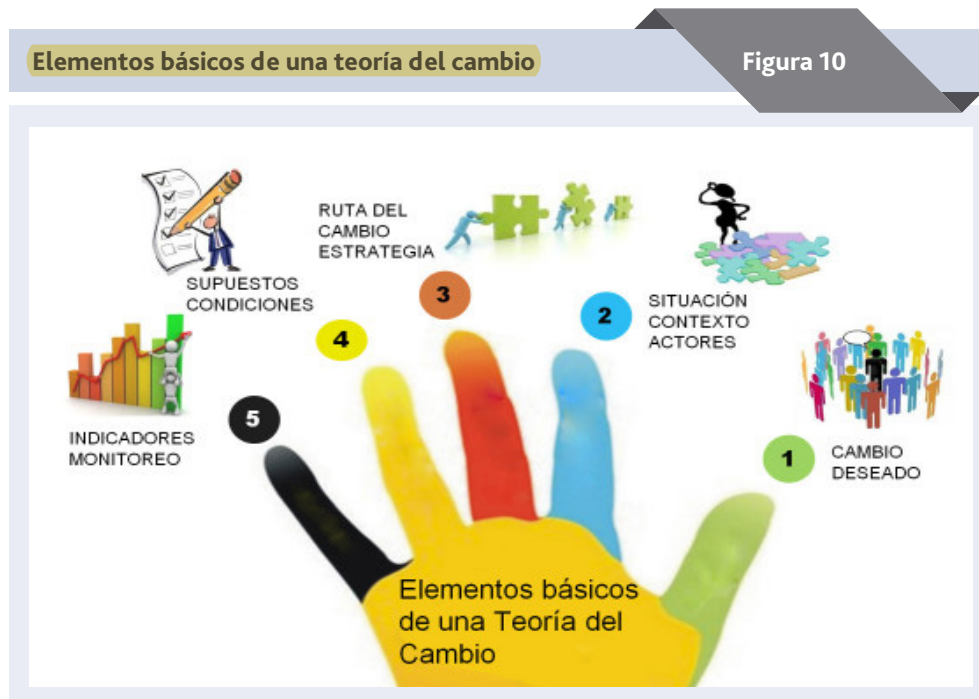 Elementos básicos de una teoría del cambio
Figura 10
SUPUESTOS
CONDICIONES
RUTA DEL
CAMBIO
ESTRATEGIA
SITUACIÓN
CONTEXTO
ACTORES
INDICADORES
MONITOREO
CAMBIO
DESEADO
5
4
3
2
1
Elementos básicos
de una Teoría del
Cambio